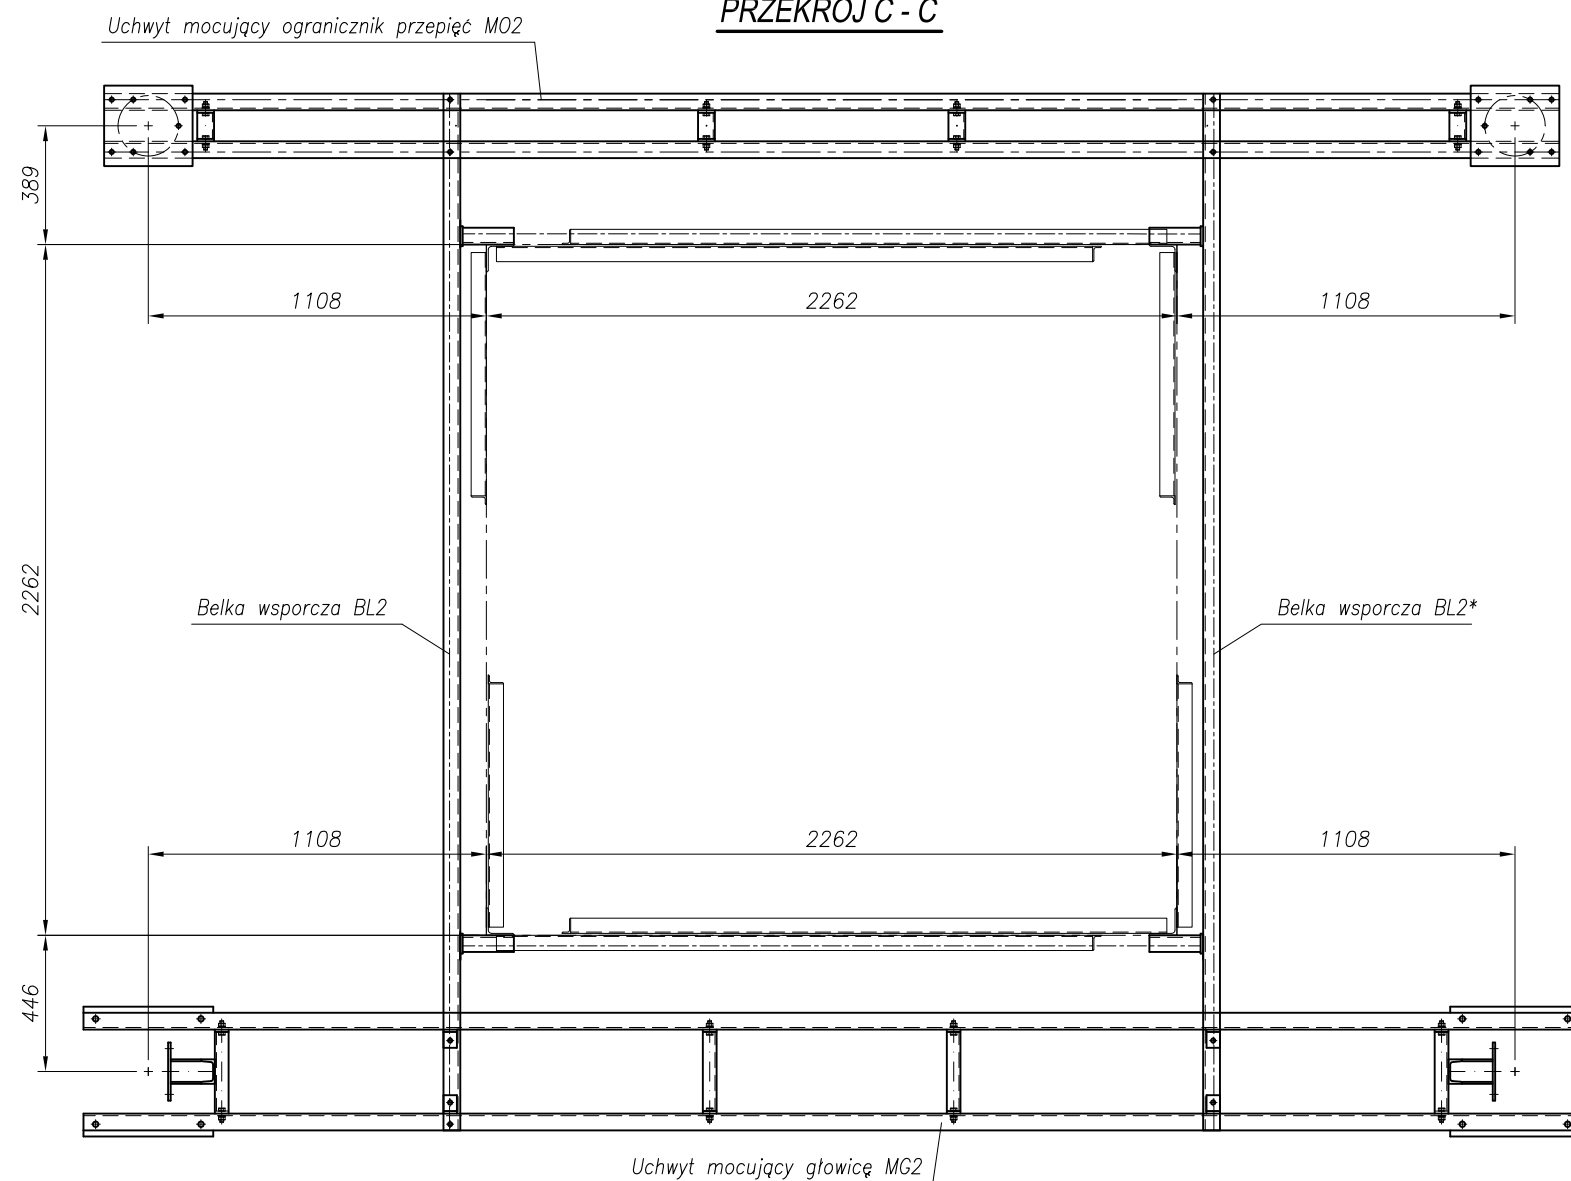 PRZEKRÓJ C - C
Uchwyt mocujący ogranicznik przepięć MO2
389
1108
2262
1108
2262
Belka wsporcza BL2
Belka wsporcza BL2*
1108
2262
1108
446
Uchwyt mocujący głowicę MG2